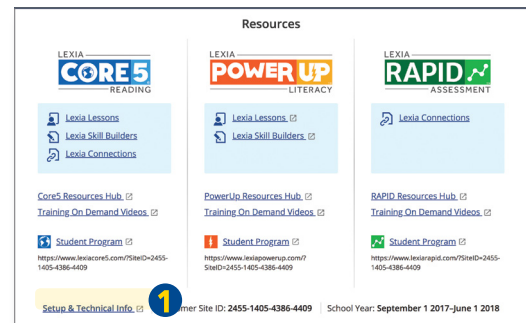 Resources
LEXIA
CORE5
READING
Lexia Lessons
Lexia Skill Builders
Lexia Connections
Core5 Resources Hub
Training On Demand Videos
Student Program
https://www.lexiacore5.com/?SiteID=2455-
1405-4386-4409
LEXIA
POWER UP
LITERACY
Lexia Lessons
Lexia Skill Builders
PowerUp Resources Hub
Training On Demand Videos
Student Program
https://www.lexiapowerup.com/?
SiteID=2455-1405-4386-4409
LEXIA
RAPID
ASSESSMENT
Lexia Connections
RAPID Resources Hub
Training On Demand Videos
Student Program
https://www.lexiarapid.com/?SiteID=2455-
1405-4386-4409
Setup & Technical Info 1 mer Site ID: 2455-1405-4386-4409 School Year: September 1 2017–June 1 2018